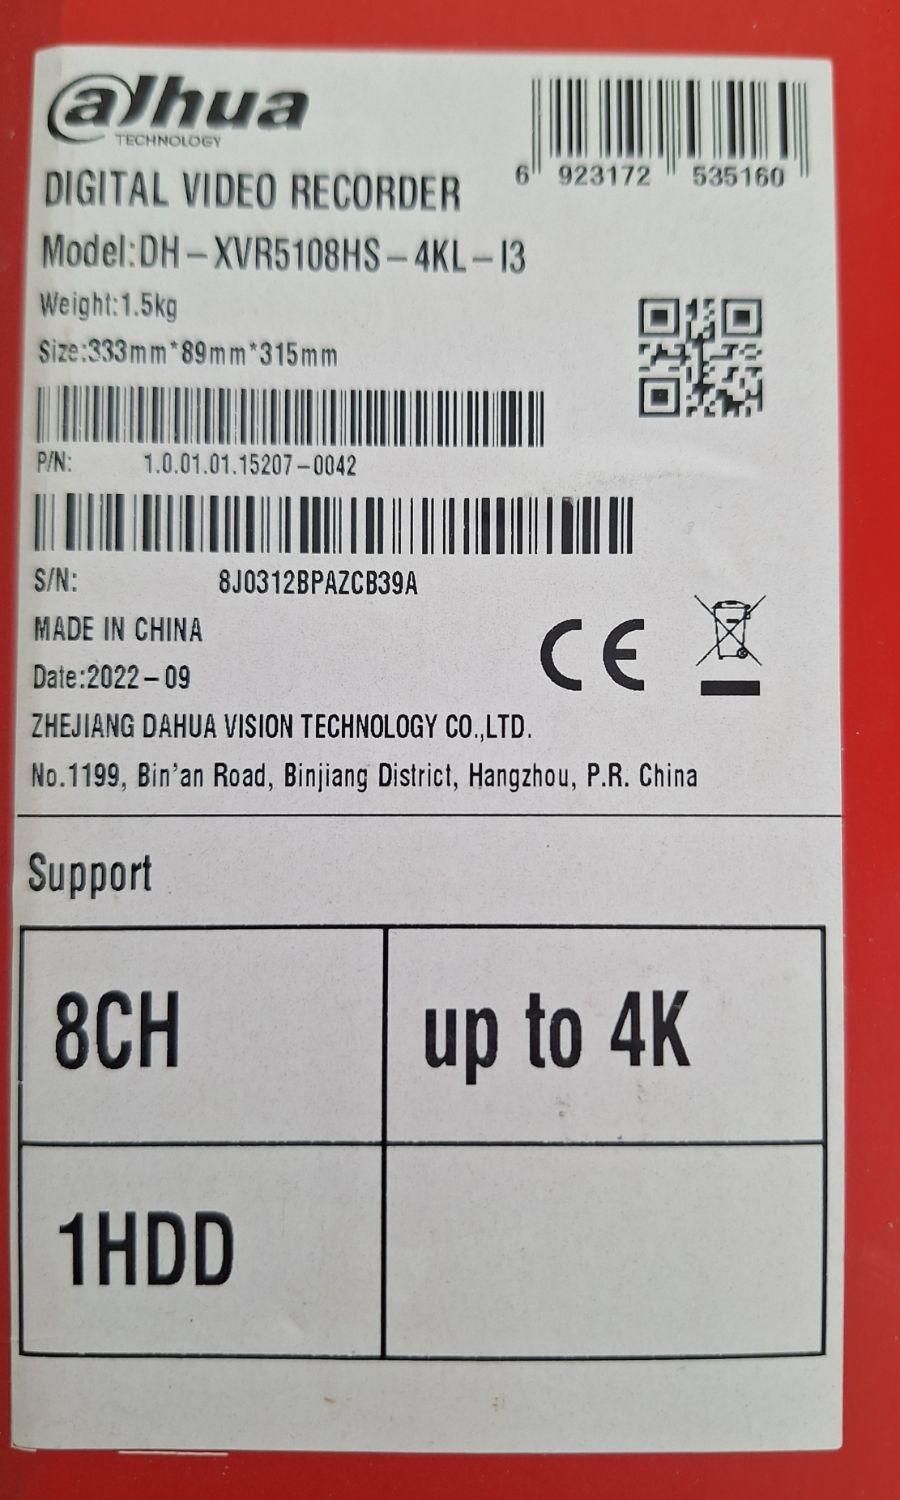 alhua
TECHNOLOGY
6 923172 535160
DIGITAL VIDEO RECORDER
Model:DH-XVR5108HS-4KL-I3
Weight:1.5kg
Size:333mm*89mm*315mm
P/N: 1.0.01.01.15207-0042
S/N: 8J0312BPAZCB39A
MADE IN CHINA
Date:2022-09
CE
ZHEJIANG DAHUA VISION TECHNOLOGY CO.,LTD.
No.1199, Bin'an Road, Binjiang District, Hangzhou, P.R. China
Support
8CH
up to 4K
1HDD